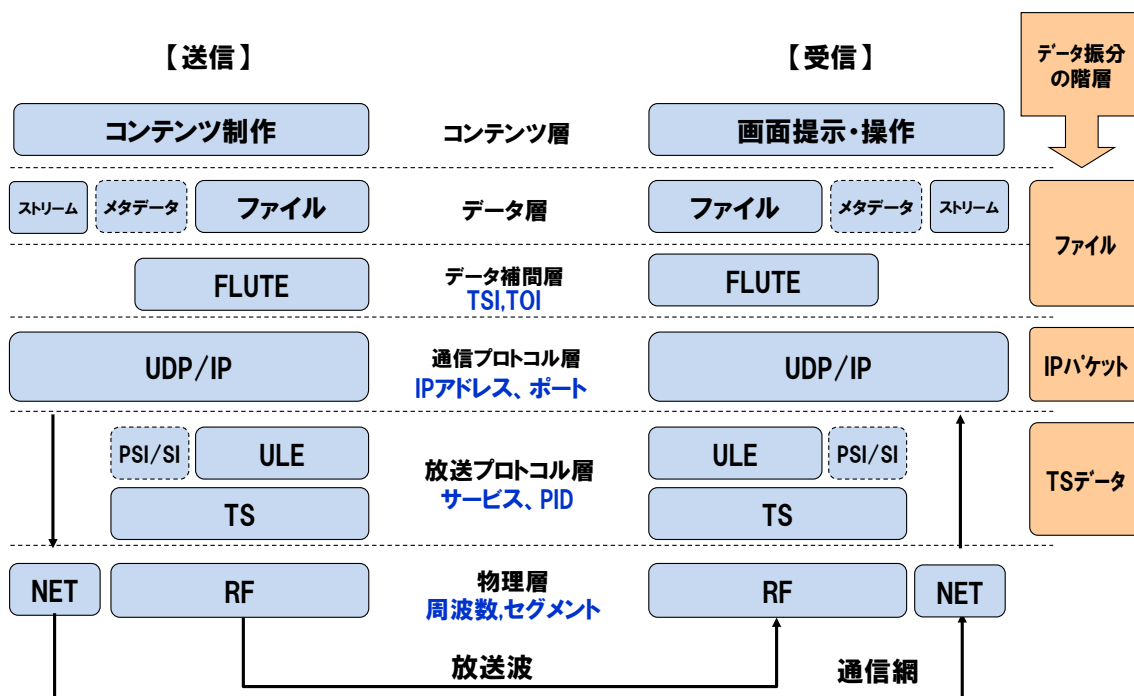 【送信】
【受信】
データ振分
の階層
コンテンツ制作
コンテンツ層
画面提示・操作
ストリーム
メタデータ
ファイル
データ層
ファイル
メタデータ
ストリーム
ファイル
FLUTE
データ補間層
TSI,TOI
FLUTE
UDP/IP
通信プロトコル層
IPアドレス、ポート
UDP/IP
IPパケット
PSI/SI
ULE
放送プロトコル層
サービス、PID
ULE
PSI/SI
TSデータ
TS
TS
NET
RF
物理層
周波数,セグメント
RF
NET
放送波
通信網